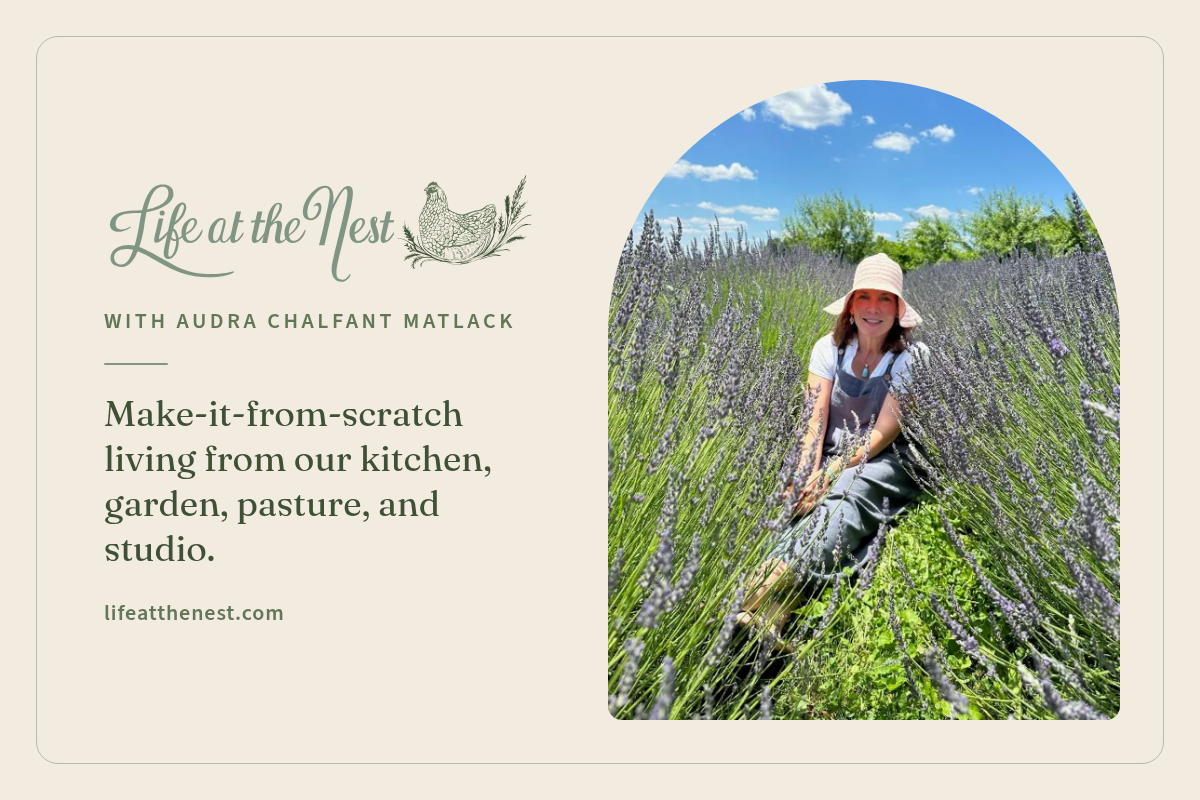 Life at the Nest
WITH AUDRA CHALFANT MATLACK
Make-it-from-scratch
living from our kitchen,
garden, pasture, and
studio.
lifeatthenest.com